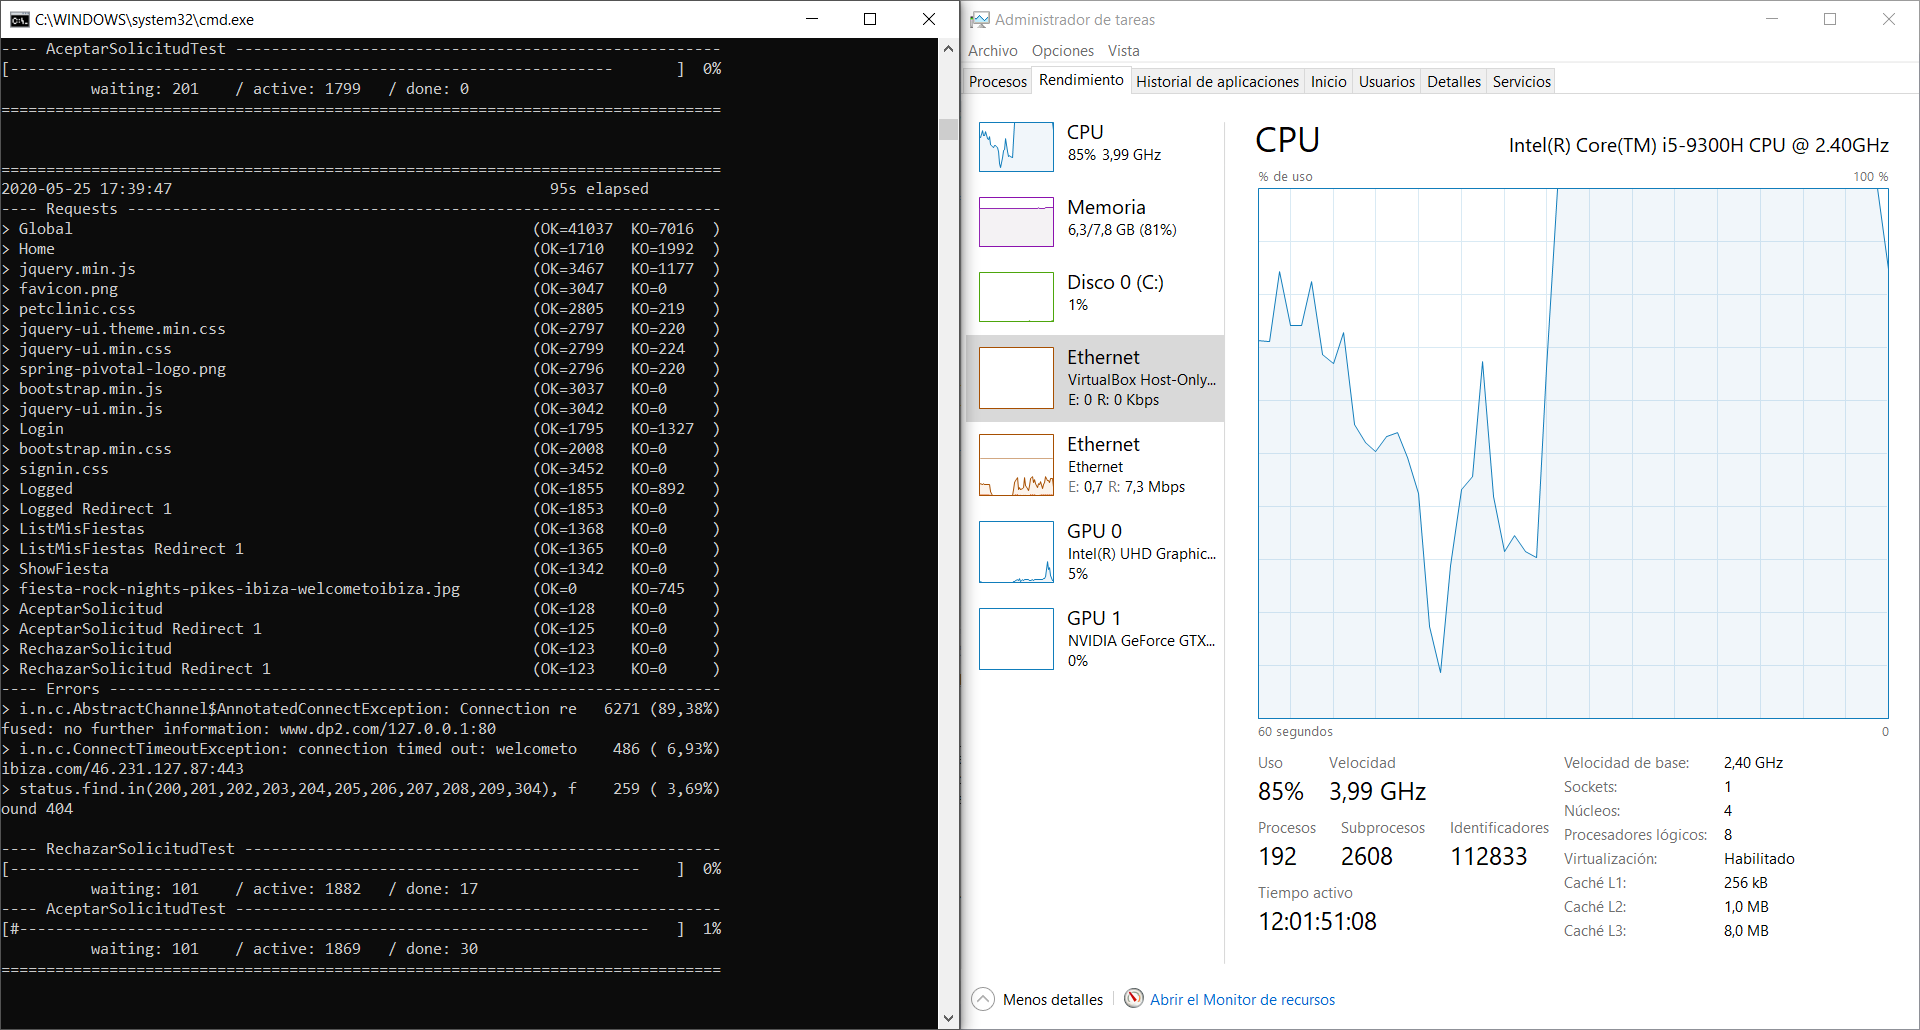 C:\WINDOWS\system32\cmd.exe
---- AceptarSolicitudTest ------------------------------------------------------
[-------------------------------------------------------------------       ]  0%
          waiting: 201    / active: 1799   / done: 0
================================================================================
================================================================================
2020-05-25 17:39:47                                          95s elapsed
---- Requests ------------------------------------------------------------------
> Global                                                   (OK=41037  KO=7016  )
> Home                                                     (OK=1710   KO=1992  )
> jquery.min.js                                            (OK=3467   KO=1177  )
> favicon.png                                              (OK=3047   KO=0     )
> petclinic.css                                            (OK=2805   KO=219   )
> jquery-ui.theme.min.css                                  (OK=2797   KO=220   )
> jquery-ui.min.css                                        (OK=2799   KO=224   )
> spring-pivotal-logo.png                                  (OK=2796   KO=220   )
> bootstrap.min.js                                         (OK=3037   KO=0     )
> jquery-ui.min.js                                         (OK=3042   KO=0     )
> Login                                                    (OK=1795   KO=1327  )
> bootstrap.min.css                                        (OK=2008   KO=0     )
> signin.css                                               (OK=3452   KO=0     )
> Logged                                                   (OK=1855   KO=892   )
> Logged Redirect 1                                        (OK=1853   KO=0     )
> ListMisFiestas                                           (OK=1368   KO=0     )
> ListMisFiestas Redirect 1                                (OK=1365   KO=0     )
> ShowFiesta                                               (OK=1342   KO=0     )
> fiesta-rock-nights-pikes-ibiza-welcometoibiza.jpg        (OK=0      KO=745   )
> AceptarSolicitud                                         (OK=128    KO=0     )
> AceptarSolicitud Redirect 1                              (OK=125    KO=0     )
> RechazarSolicitud                                        (OK=123    KO=0     )
> RechazarSolicitud Redirect 1                             (OK=123    KO=0     )
---- Errors --------------------------------------------------------------------
> i.n.c.AbstractChannel$AnnotatedConnectException: Connection re   6271 (89,38%)
fused: no further information: www.dp2.com/127.0.0.1:80
> i.n.c.ConnectTimeoutException: connection timed out: welcometo    486 ( 6,93%)
ibiza.com/46.231.127.87:443
> status.find.in(200,201,202,203,204,205,206,207,208,209,304), f    259 ( 3,69%)
ound 404
---- RechazarSolicitudTest -----------------------------------------------------
[----------------------------------------------------------------------    ]  0%
          waiting: 101    / active: 1882   / done: 17
---- AceptarSolicitudTest ------------------------------------------------------
[#----------------------------------------------------------------------   ]  1%
          waiting: 101    / active: 1869   / done: 30
================================================================================
Administrador de tareas
Archivo Opciones Vista
Procesos Rendimiento Historial de aplicaciones Inicio Usuarios Detalles Servicios
CPU
85% 3,99 GHz
Memoria
6,3/7,8 GB (81%)
Disco 0 (C:)
1%
Ethernet
VirtualBox Host-Only...
E: 0 R: 0 Kbps
Ethernet
Ethernet
E: 0,7 R: 7,3 Mbps
GPU 0
Intel(R) UHD Graphic...
5%
GPU 1
NVIDIA GeForce GTX...
0%
CPU
Intel(R) Core(TM) i5-9300H CPU @ 2.40GHz
% de uso 100 %
60 segundos 0
Uso Velocidad
85% 3,99 GHz
Procesos Subprocesos Identificadores
192 2608 112833
Tiempo activo
12:01:51:08
Velocidad de base: 2,40 GHz
Sockets: 1
Núcleos: 4
Procesadores lógicos: 8
Virtualización: Habilitado
Caché L1: 256 kB
Caché L2: 1,0 MB
Caché L3: 8,0 MB
Menos detalles Abrir el Monitor de recursos